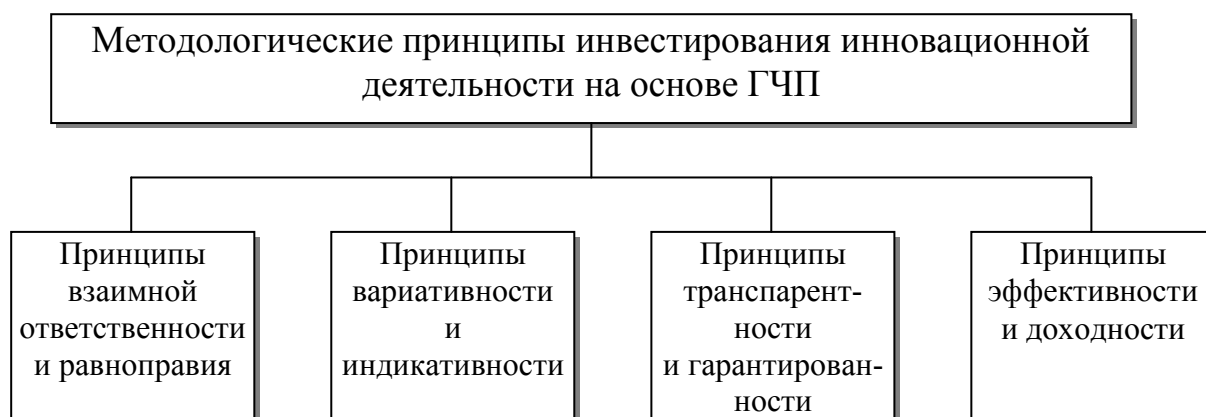 Методологические принципы инвестирования инновационной
деятельности на основе ГЧП
Принципы
взаимной
ответственности
и равноправия
Принципы
вариативности
и
индикативности
Принципы
транспарент-
ности
и гарантирован-
ности
Принципы
эффективности
и доходности